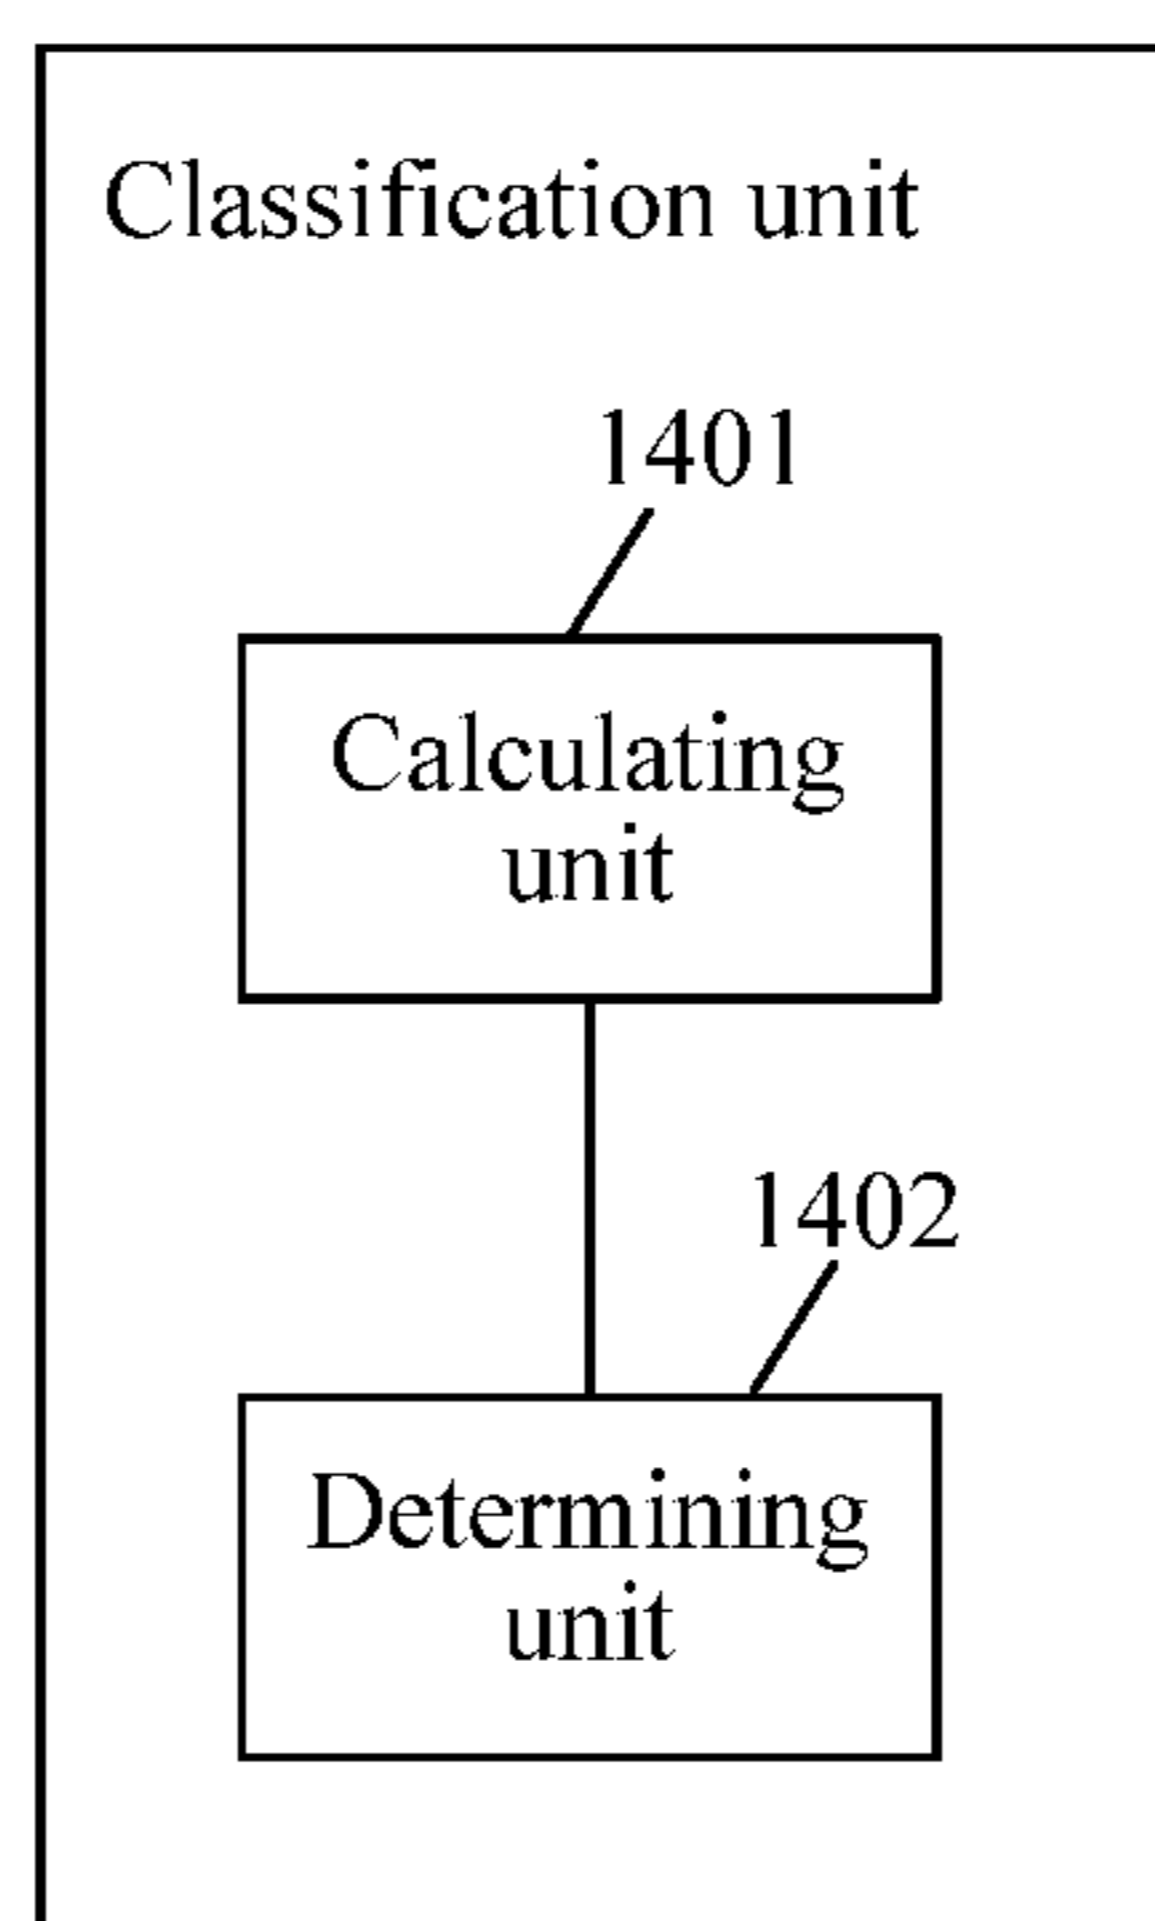 Classification unit
1401
Calculating
unit
1402
Determining
unit